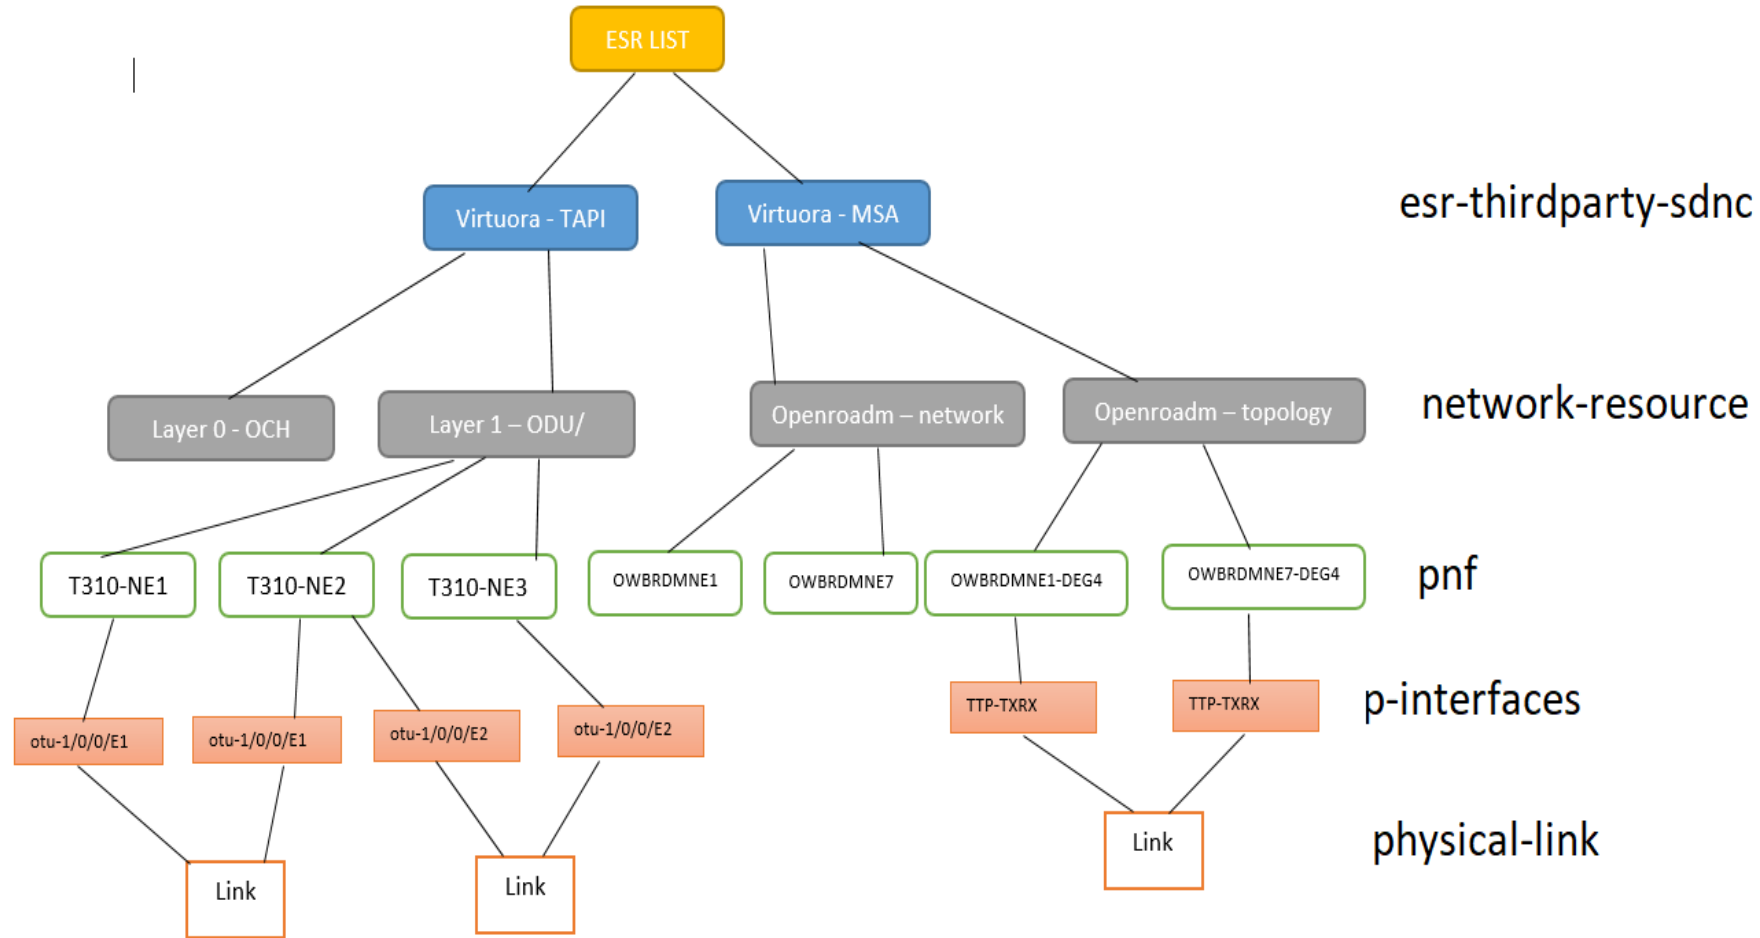 ESR LIST
Virtuora - TAPI
Virtuora - MSA
esr-thirdparty-sdnc
Layer 0 - OCH
Layer 1 – ODU/
Openroadm – network
Openroadm – topology
network-resource
T310-NE1
T310-NE2
T310-NE3
OWBRDMNE1
OWBRDMNE7
OWBRDMNE1-DEG4
OWBRDMNE7-DEG4
pnf
otu-1/0/0/E1
otu-1/0/0/E1
otu-1/0/0/E2
otu-1/0/0/E2
TTP-TXRX
TTP-TXRX
p-interfaces
Link
Link
Link
physical-link